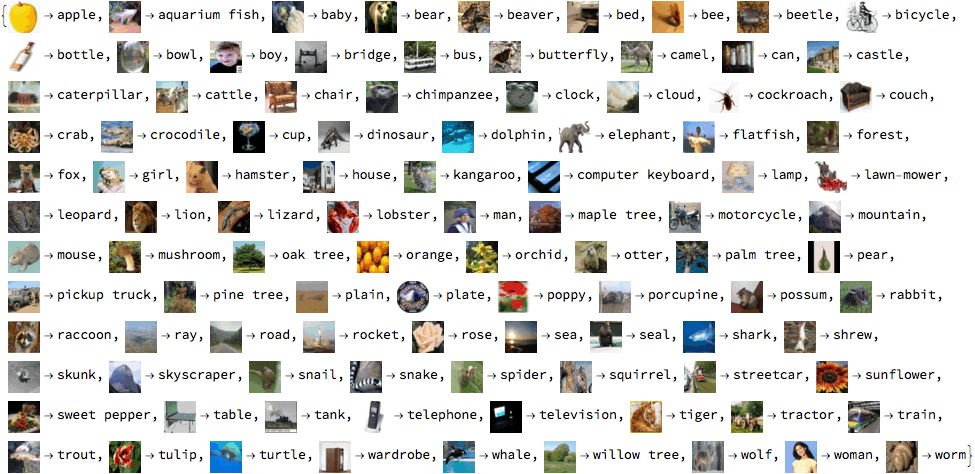 { → apple, → aquarium fish, → baby, → bear, → beaver, → bed, → bee, → beetle, → bicycle,
→ bottle, → bowl, → boy, → bridge, → bus, → butterfly, → camel, → can, → castle,
→ caterpillar, → cattle, → chair, → chimpanzee, → clock, → cloud, → cockroach, → couch,
→ crab, → crocodile, → cup, → dinosaur, → dolphin, → elephant, → flatfish, → forest,
→ fox, → girl, → hamster, → house, → kangaroo, → computer keyboard, → lamp, → lawn-mower,
→ leopard, → lion, → lizard, → lobster, → man, → maple tree, → motorcycle, → mountain,
→ mouse, → mushroom, → oak tree, → orange, → orchid, → otter, → palm tree, → pear,
→ pickup truck, → pine tree, → plain, → plate, → poppy, → porcupine, → possum, → rabbit,
→ raccoon, → ray, → road, → rocket, → rose, → sea, → seal, → shark, → shrew,
→ skunk, → skyscraper, → snail, → snake, → spider, → squirrel, → streetcar, → sunflower,
→ sweet pepper, → table, → tank, → telephone, → television, → tiger, → tractor, → train,
→ trout, → tulip, → turtle, → wardrobe, → whale, → willow tree, → wolf, → woman, → worm}